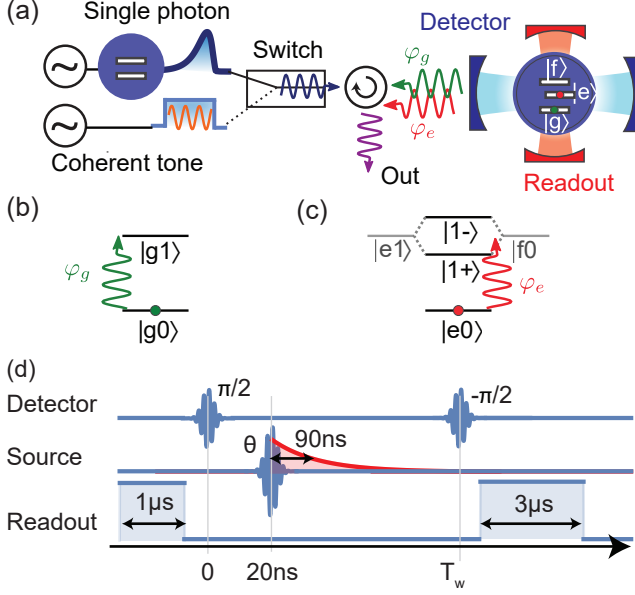 (a)
Single photon
Switch
Coherent tone
Out
φg
φe
Detector
|f⟩
|e⟩
|g⟩
Readout
(b)
|g1⟩
φg
|g0⟩
(c)
|1-⟩
|e1⟩
|f0⟩
|1+⟩
φe
|e0⟩
(d)
Detector
π/2
-π/2
Source
θ
90ns
Readout
1μs
3μs
0
20ns
Tw